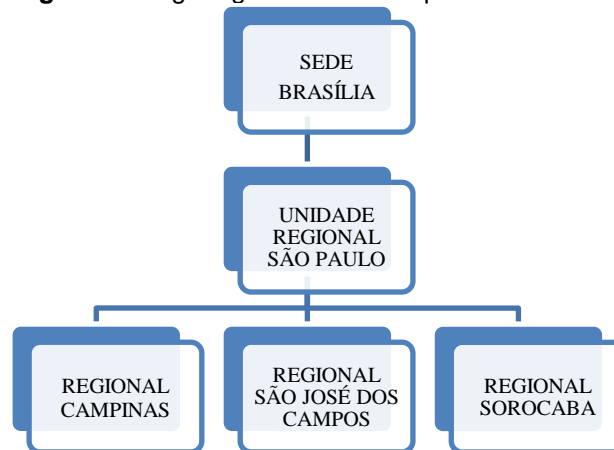 SEDE
BRASÍLIA
UNIDADE
REGIONAL
SÃO PAULO
REGIONAL
CAMPINAS
REGIONAL
SÃO JOSÉ DOS
CAMPOS
REGIONAL
SOROCABA